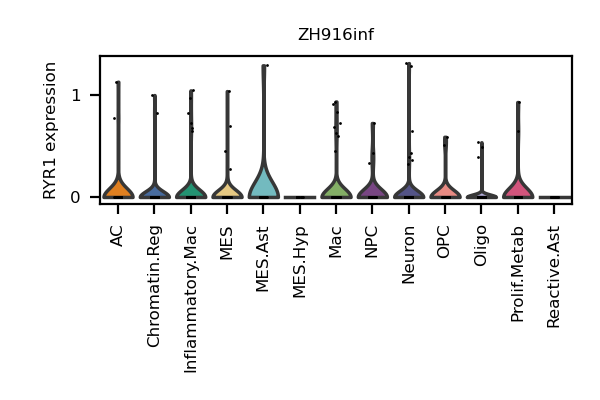 ZH916inf
RYR1 expression
1
0
AC
Chromatin.Reg
Inflammatory.Mac
MES
MES.Ast
MES.Hyp
Mac
NPC
Neuron
OPC
Oligo
Prolif.Metab
Reactive.Ast